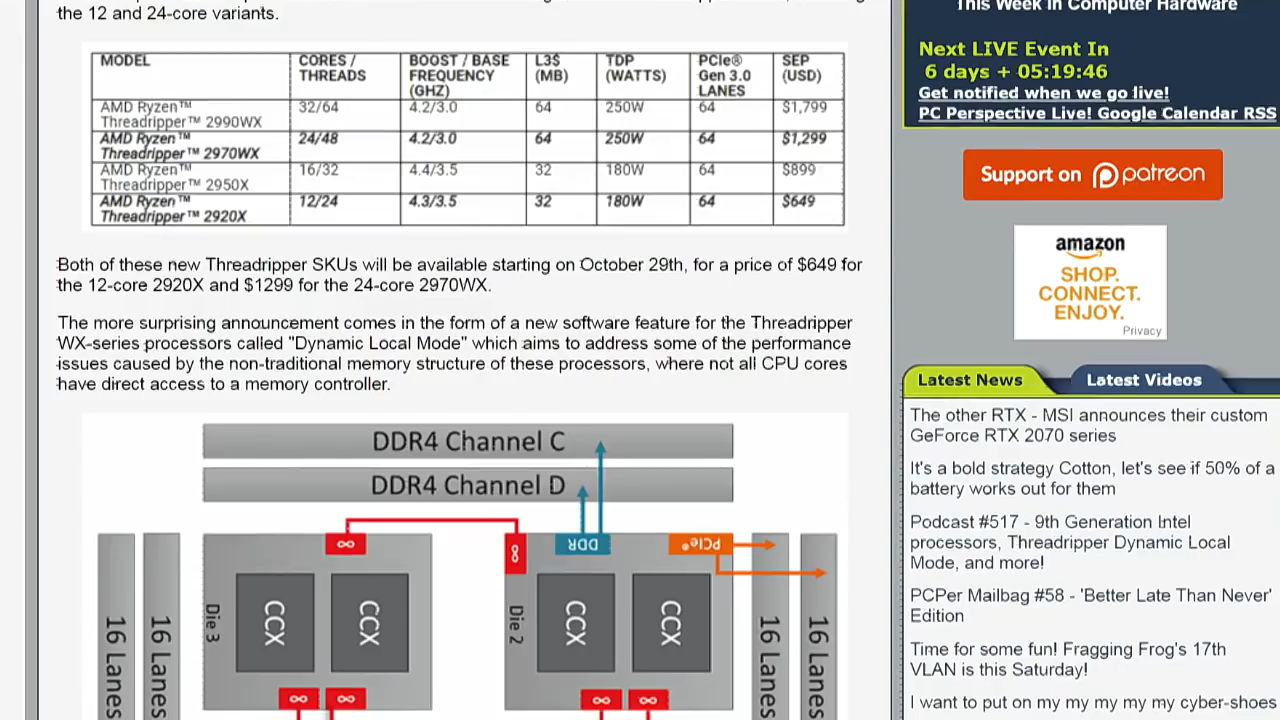 the 12 and 24-core variants.
MODEL
CORES / THREADS
BOOST / BASE FREQUENCY (GHZ)
L3$ (MB)
TDP (WATTS)
PCIe® Gen 3.0 LANES
SEP (USD)
AMD Ryzen™ Threadripper™ 2990WX 32/64 4.2/3.0 64 250W 64 $1,799
AMD Ryzen™ Threadripper™ 2970WX 24/48 4.2/3.0 64 250W 64 $1,299
AMD Ryzen™ Threadripper™ 2950X 16/32 4.4/3.5 32 180W 64 $899
AMD Ryzen™ Threadripper™ 2920X 12/24 4.3/3.5 32 180W 64 $649
Both of these new Threadripper SKUs will be available starting on October 29th, for a price of $649 for
the 12-core 2920X and $1299 for the 24-core 2970WX.
The more surprising announcement comes in the form of a new software feature for the Threadripper
WX-series processors called "Dynamic Local Mode" which aims to address some of the performance
issues caused by the non-traditional memory structure of these processors, where not all CPU cores
have direct access to a memory controller.
DDR4 Channel C
DDR4 Channel D
∞
∞
DDR
PCIe®
16 Lanes
16 Lanes
Die 3
CCX
CCX
Die 2
CCX
CCX
16 Lanes
16 Lanes
∞
∞
∞
∞
This Week in Computer Hardware
Next LIVE Event In
6 days + 05:19:46
Get notified when we go live!
PC Perspective Live! Google Calendar RSS
Support on patreon
amazon
SHOP.
CONNECT.
ENJOY.
Privacy
Latest News
Latest Videos
The other RTX - MSI announces their custom
GeForce RTX 2070 series
It's a bold strategy Cotton, let's see if 50% of a
battery works out for them
Podcast #517 - 9th Generation Intel
processors, Threadripper Dynamic Local
Mode, and more!
PCPer Mailbag #58 - 'Better Late Than Never'
Edition
Time for some fun! Fragging Frog's 17th
VLAN is this Saturday!
I want to put on my my my my my cyber-shoes